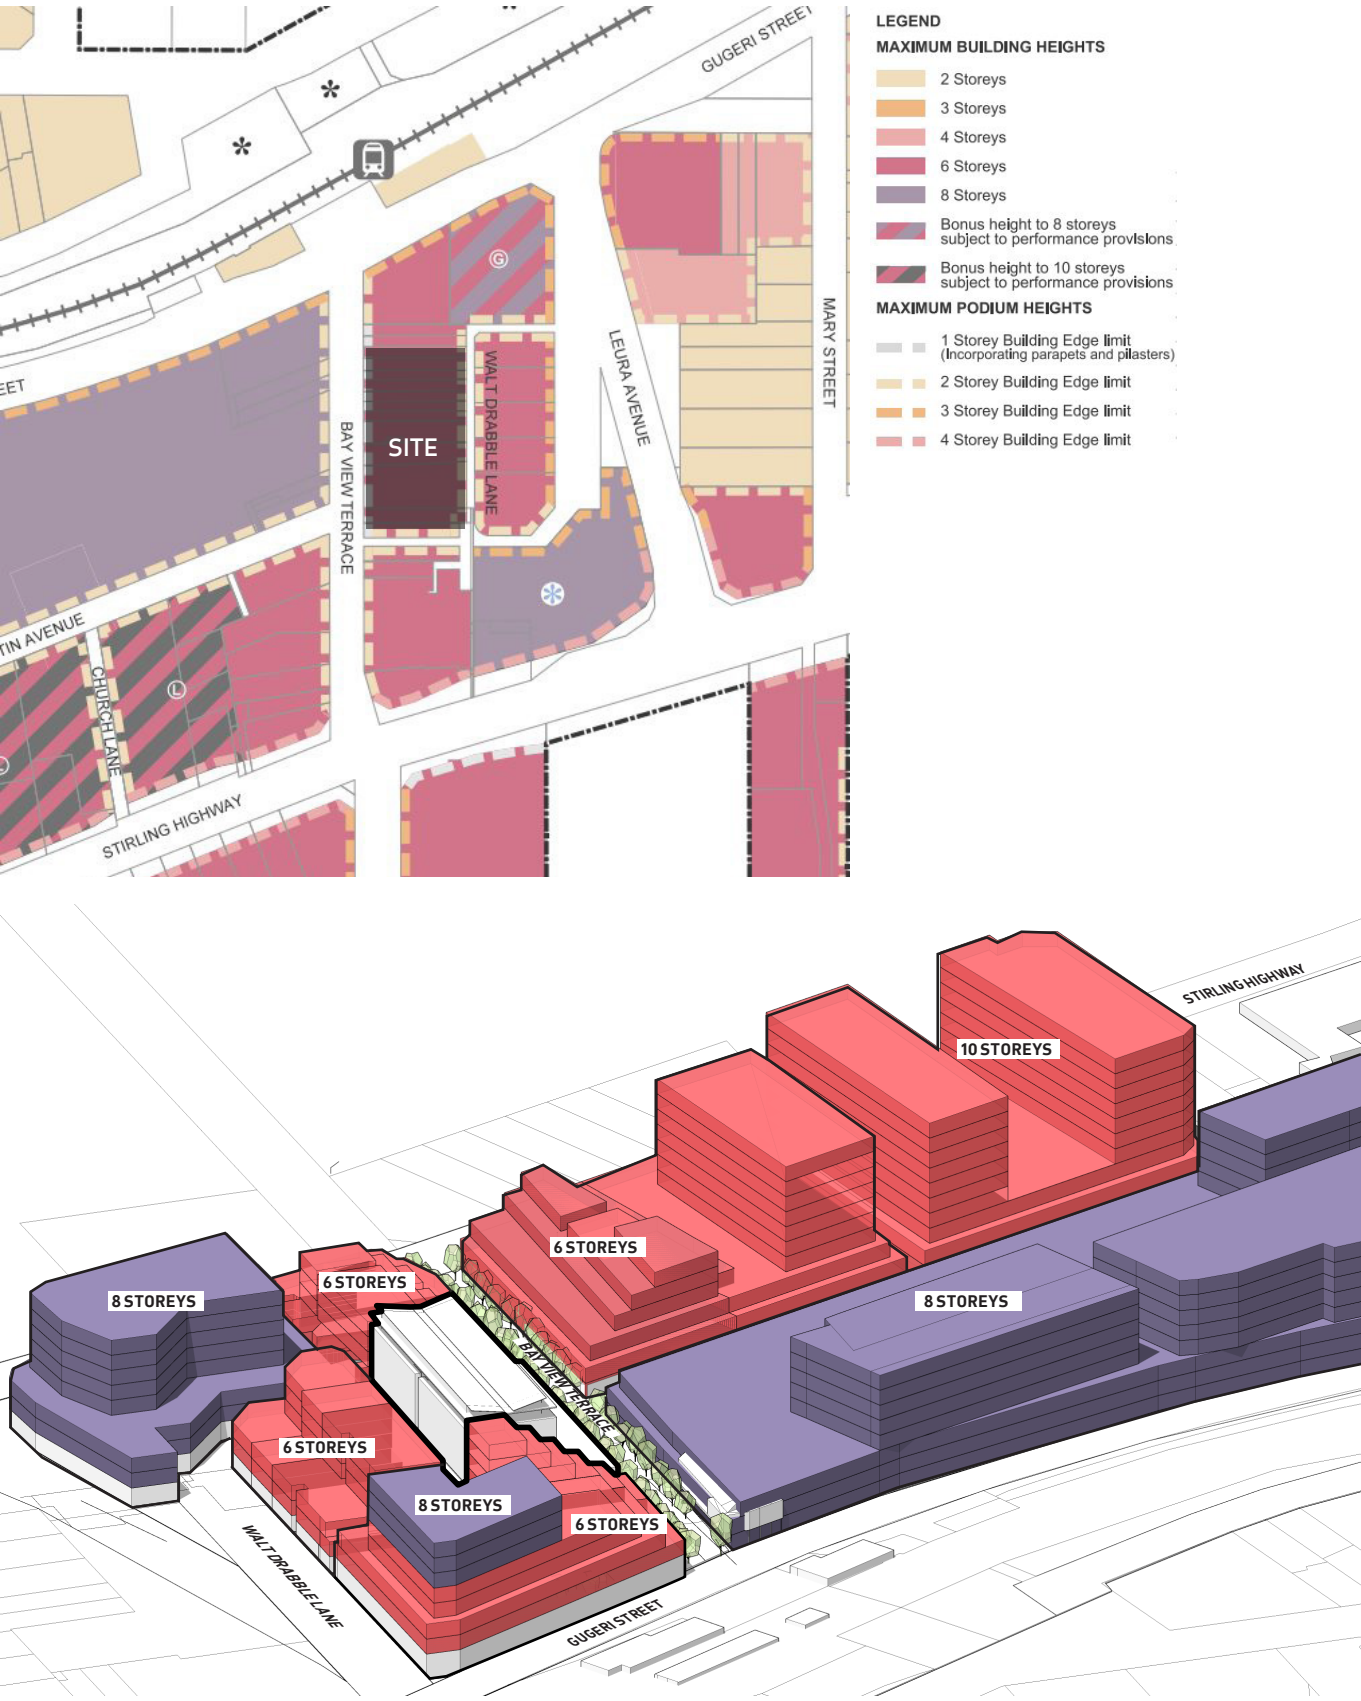 GUGERI STREET
LEGEND
MAXIMUM BUILDING HEIGHTS
2 Storeys
3 Storeys
4 Storeys
6 Storeys
8 Storeys
Bonus height to 8 storeys
subject to performance provisions
Bonus height to 10 storeys
subject to performance provisions
MAXIMUM PODIUM HEIGHTS
1 Storey Building Edge limit
(Incorporating parapets and pilasters)
2 Storey Building Edge limit
3 Storey Building Edge limit
4 Storey Building Edge limit
G
EET
BAY VIEW TERRACE
SITE
WALT DRABBLE LANE
LEURA AVENUE
MARY STREET
TIN AVENUE
CHURCH LANE
L
STIRLING HIGHWAY
STIRLING HIGHWAY
10 STOREYS
6 STOREYS
6 STOREYS
8 STOREYS
8 STOREYS
BAY VIEW TERRACE
6 STOREYS
8 STOREYS
6 STOREYS
WALT DRABBLE LANE
GUGERI STREET